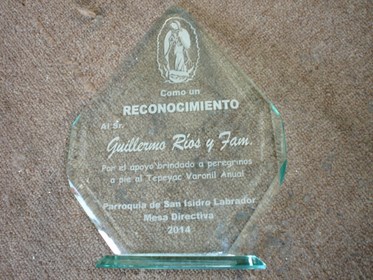 Como un
RECONOCIMIENTO
Al Sr.
Guillermo Ríos y Fam.
Por el apoyo brindado a peregrinos
a pie al Tepeyac Varonil Anual
Parroquia de San Isidro Labrador
Mesa Directiva
2014